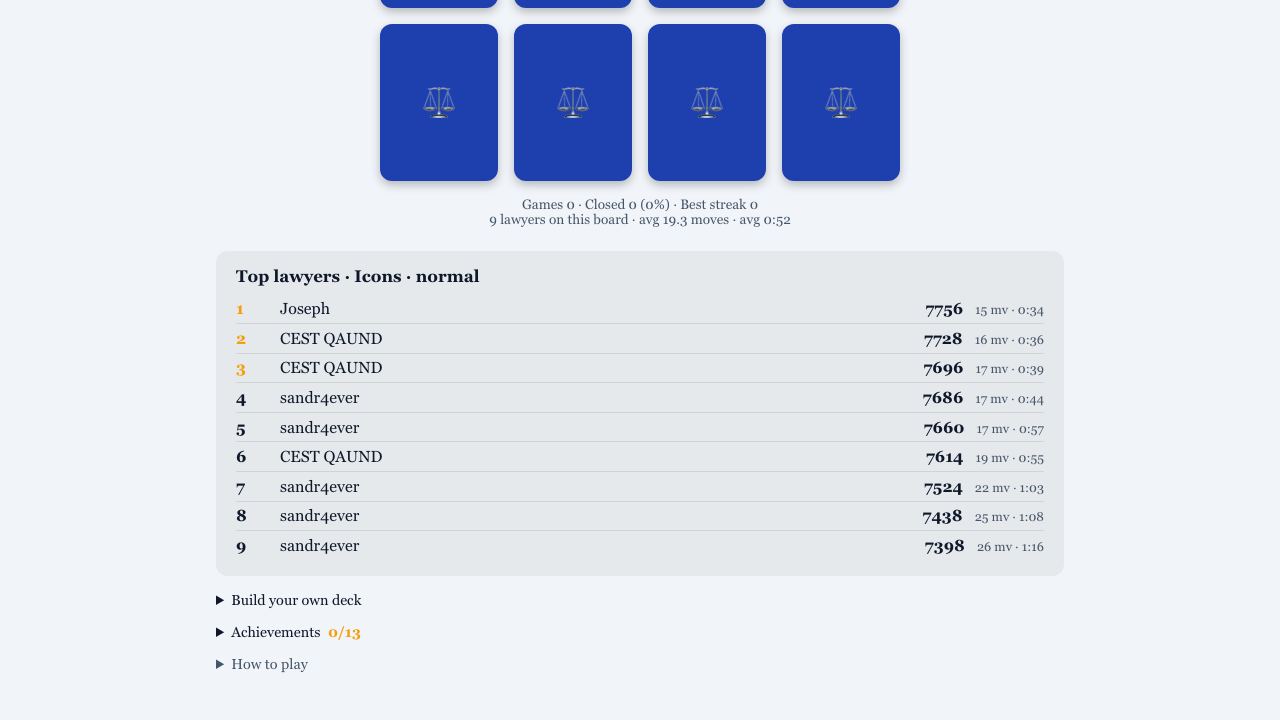 Games 0 · Closed 0 (0%) · Best streak 0
9 lawyers on this board · avg 19.3 moves · avg 0:52
Top lawyers · Icons · normal
1 Joseph 7756 15 mv · 0:34
2 CEST QAUND 7728 16 mv · 0:36
3 CEST QAUND 7696 17 mv · 0:39
4 sandr4ever 7686 17 mv · 0:44
5 sandr4ever 7660 17 mv · 0:57
6 CEST QAUND 7614 19 mv · 0:55
7 sandr4ever 7524 22 mv · 1:03
8 sandr4ever 7438 25 mv · 1:08
9 sandr4ever 7398 26 mv · 1:16
Build your own deck
Achievements 0/13
How to play